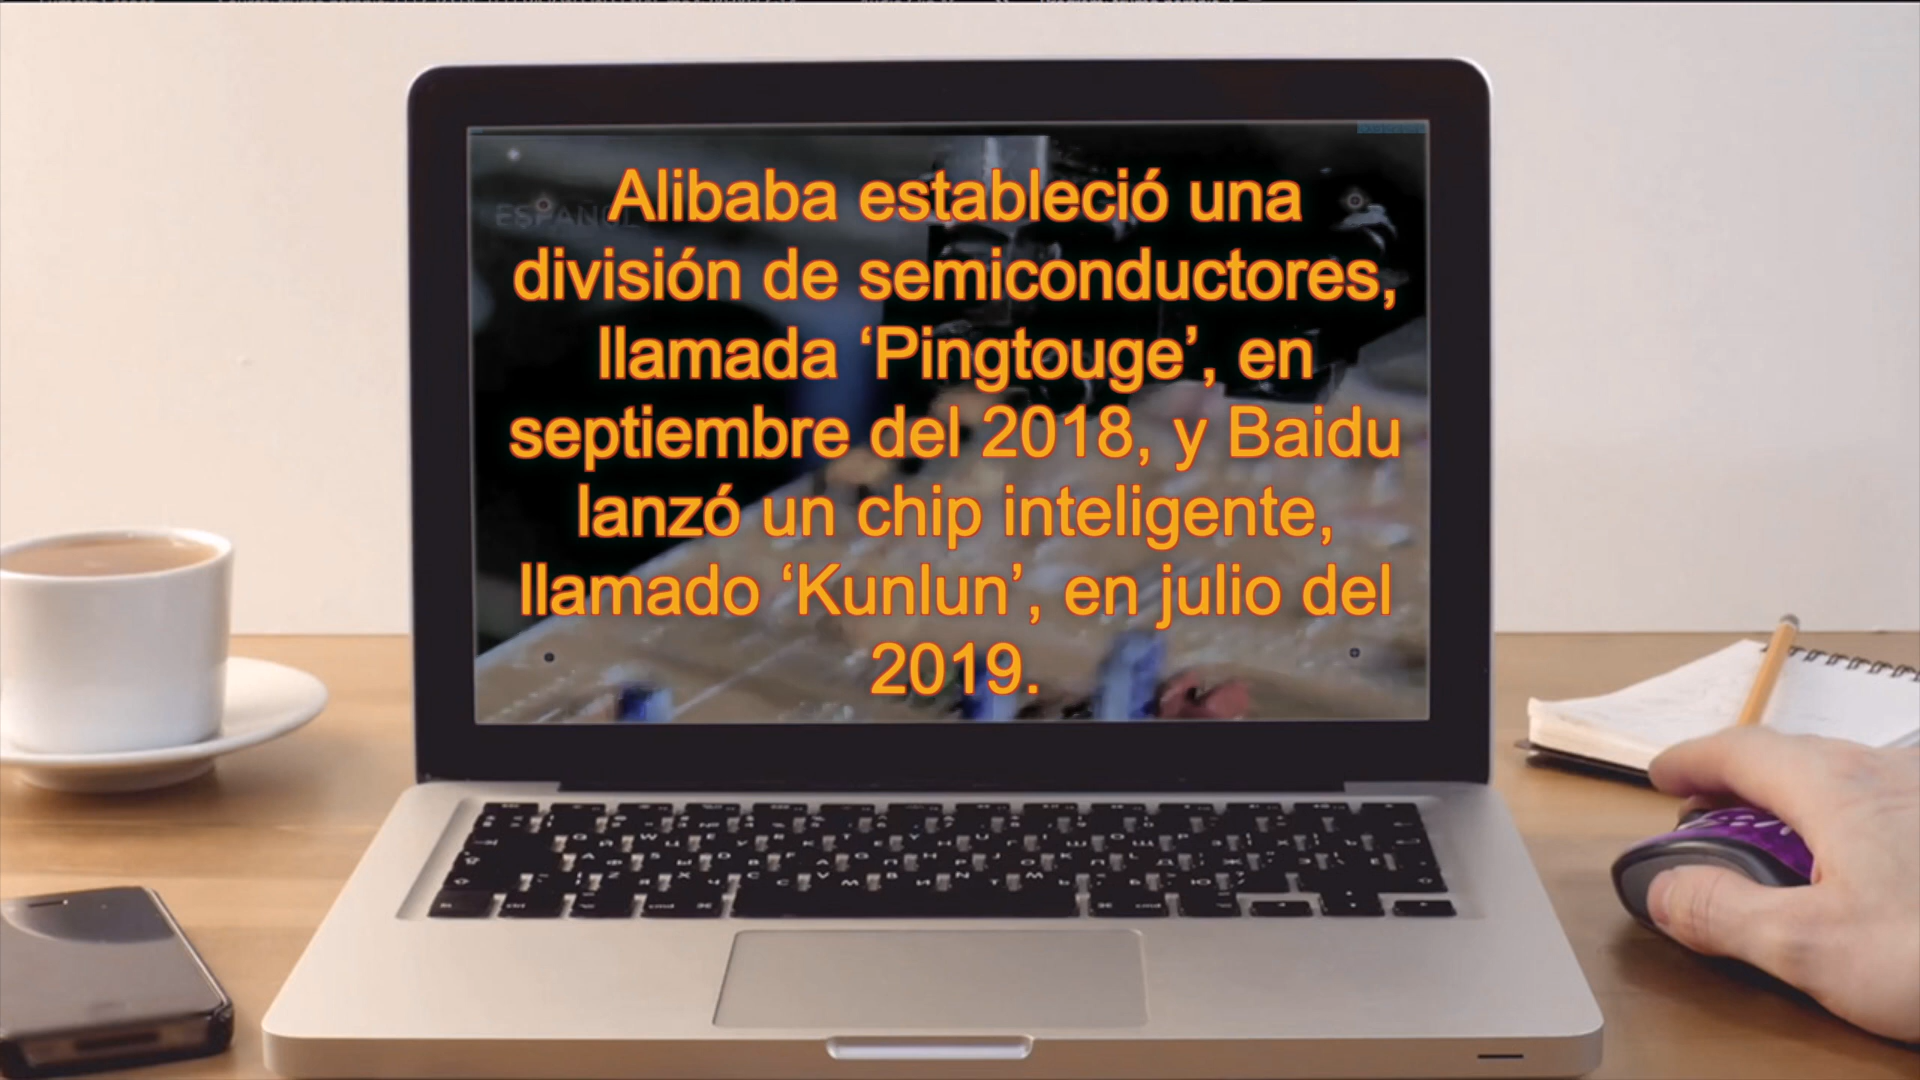 Alibaba estableció una
división de semiconductores,
llamada ‘Pingtouge’, en
septiembre del 2018, y Baidu
lanzó un chip inteligente,
llamado ‘Kunlun’, en julio del
2019.
ESPAÑOL